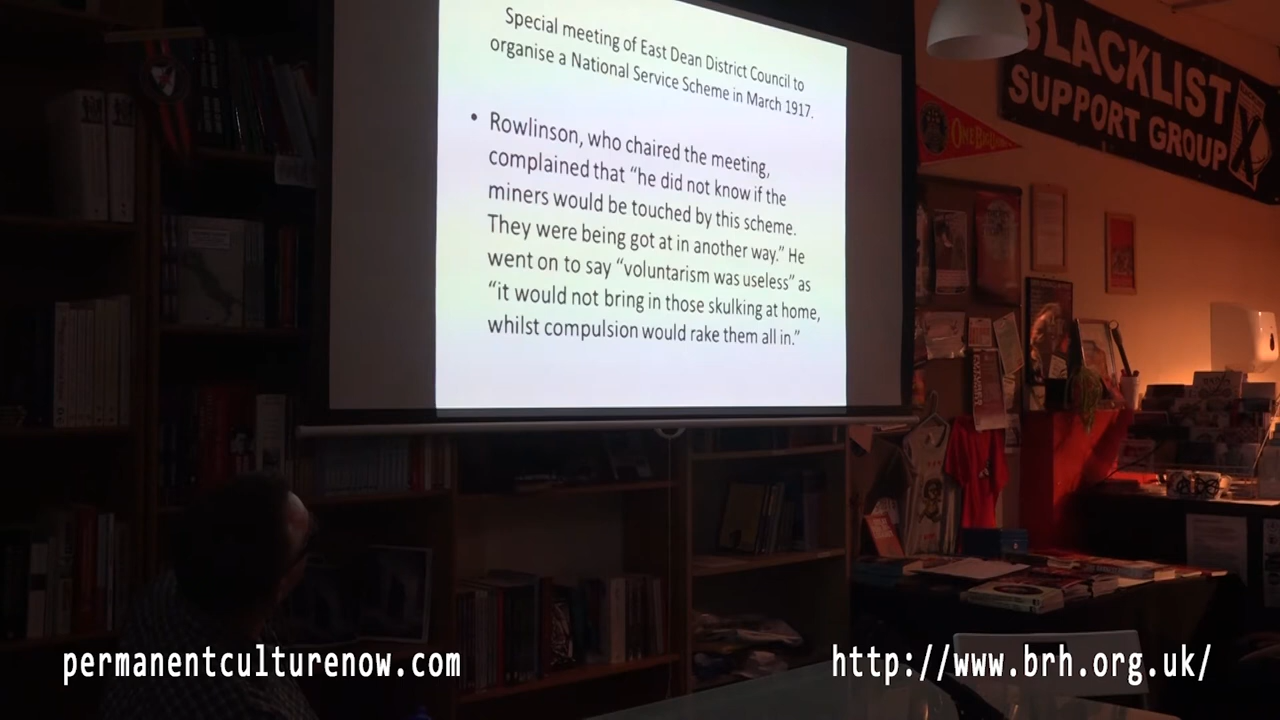 Special meeting of East Dean District Council to
organise a National Service Scheme in March 1917.
• Rowlinson, who chaired the meeting,
complained that “he did not know if the
miners would be touched by this scheme.
They were being got at in another way.” He
went on to say “voluntarism was useless” as
“it would not bring in those skulking at home,
whilst compulsion would rake them all in.”
BLACKLIST
SUPPORT GROUP
ONE BIG UNION
permanentculturenow.com
http://www.brh.org.uk/